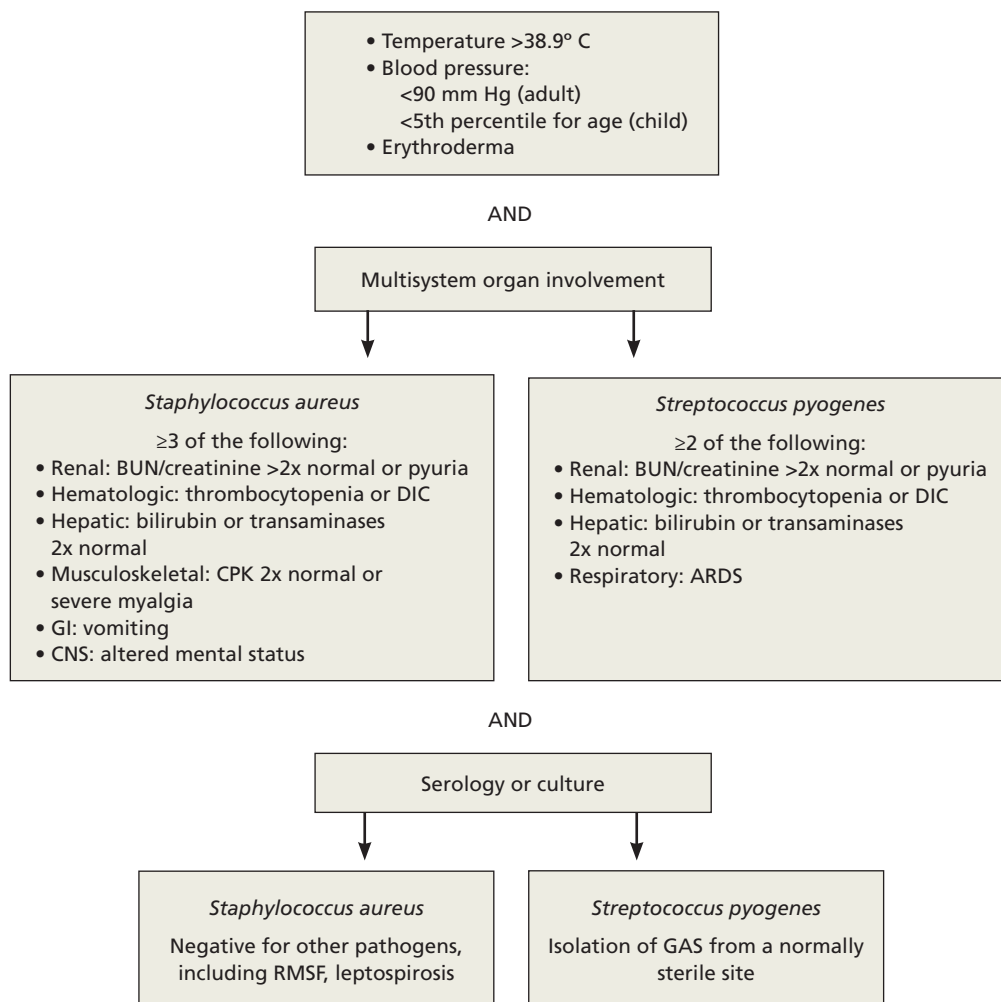 • Temperature >38.9º C
• Blood pressure:
<90 mm Hg (adult)
<5th percentile for age (child)
• Erythroderma
AND
Multisystem organ involvement
Staphylococcus aureus
≥3 of the following:
• Renal: BUN/creatinine >2x normal or pyuria
• Hematologic: thrombocytopenia or DIC
• Hepatic: bilirubin or transaminases
2x normal
• Musculoskeletal: CPK 2x normal or
severe myalgia
• GI: vomiting
• CNS: altered mental status
Streptococcus pyogenes
≥2 of the following:
• Renal: BUN/creatinine >2x normal or pyuria
• Hematologic: thrombocytopenia or DIC
• Hepatic: bilirubin or transaminases
2x normal
• Respiratory: ARDS
AND
Serology or culture
Staphylococcus aureus
Negative for other pathogens,
including RMSF, leptospirosis
Streptococcus pyogenes
Isolation of GAS from a normally
sterile site